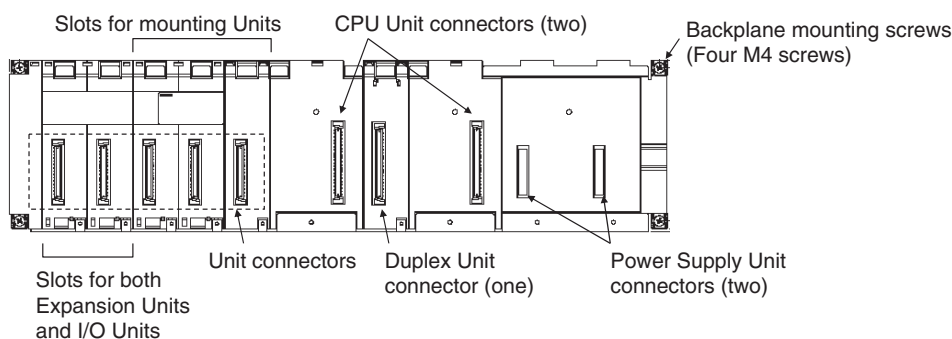 Slots for mounting Units
CPU Unit connectors (two)
Backplane mounting screws
(Four M4 screws)
Unit connectors
Duplex Unit
connector (one)
Power Supply Unit
connectors (two)
Slots for both
Expansion Units
and I/O Units